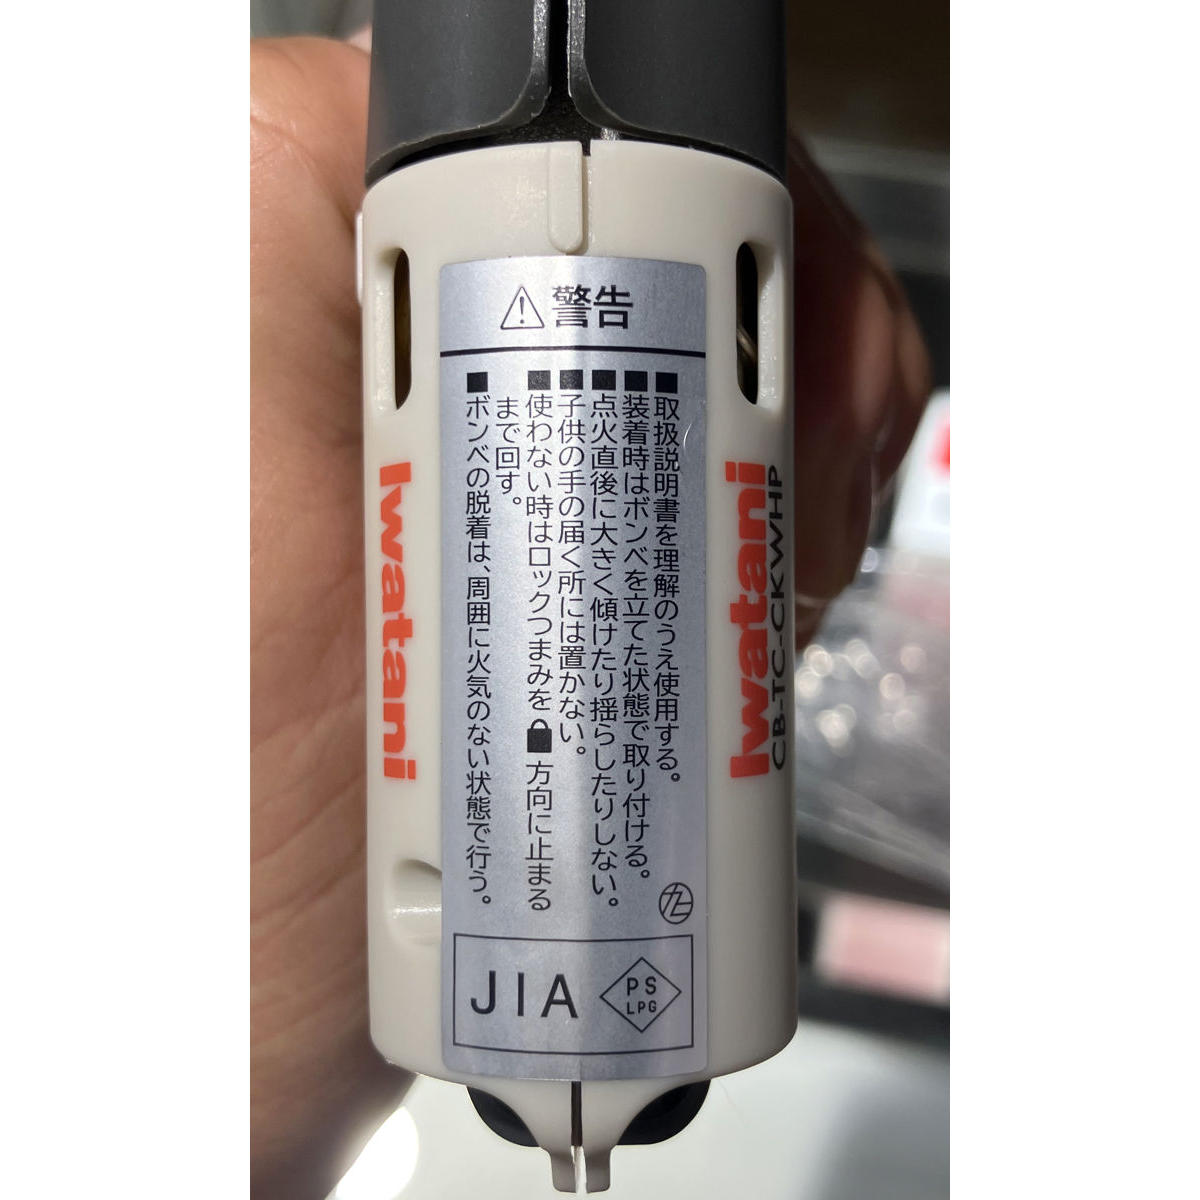 警告
■取扱説明書を理解のうえ使用する。
■装着時はボンベを立てた状態で取り付ける。
■点火直後に大きく傾けたり揺らしたりしない。
■子供の手の届く所には置かない。
■使わない時はロックつまみを🔒方向に止まる
まで回す。
■ボンベの脱着は、周囲に火気のない状態で行う。
JIA
PS
LPG
Iwatani
Iwatani
CB-TC-CKWHP